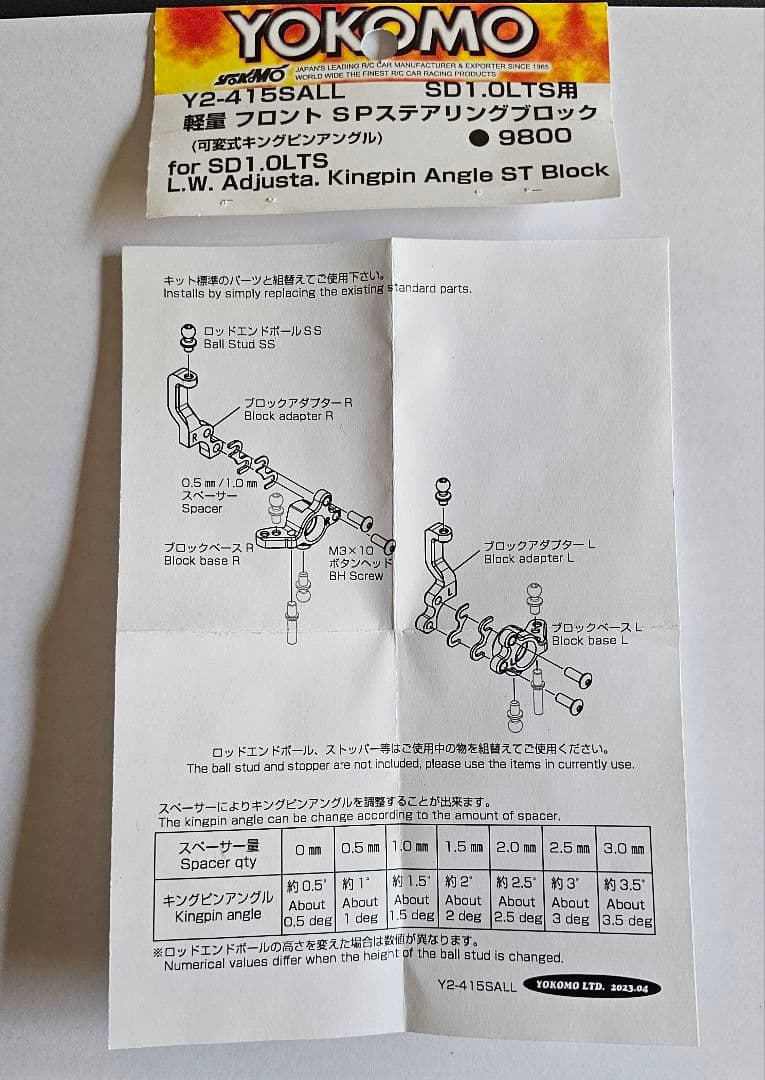 YOKOMO
YOKOMO JAPAN'S LEADING R/C CAR MANUFACTURER & EXPORTER SINCE 1965
WORLD WIDE THE FINEST R/C CAR RACING PRODUCTS
Y2-415SALL SD1.0LTS用
軽量 フロント SPステアリングブロック
(可変式キングピンアングル) ●9800
for SD1.0LTS
L.W. Adjusta. Kingpin Angle ST Block
キット標準のパーツと組替えてご使用下さい。
Installs by simply replacing the existing standard parts.
ロッドエンドボールSS
Ball Stud SS
ブロックアダプターR
Block adapter R
R
0.5㎜/1.0㎜
スペーサー
Spacer
ブロックベースR
Block base R
M3×10
ボタンヘッド
BH Screw
ブロックアダプターL
Block adapter L
L
ブロックベースL
Block base L
ロッドエンドボール、ストッパー等はご使用中の物を組替えてご使用ください。
The ball stud and stopper are not included, please use the items in currently use.
スペーサーによりキングピンアングルを調整することが出来ます。
The kingpin angle can be change according to the amount of spacer.
スペーサー量 0㎜ 0.5㎜ 1.0㎜ 1.5㎜ 2.0㎜ 2.5㎜ 3.0㎜
Spacer qty
キングピンアングル 約0.5° 約1° 約1.5° 約2° 約2.5° 約3° 約3.5°
Kingpin angle About About About About About About About
0.5 deg 1 deg 1.5 deg 2 deg 2.5 deg 3 deg 3.5 deg
※ロッドエンドボールの高さを変えた場合は数値が異なります。
Numerical values differ when the height of the ball stud is changed.
Y2-415SALL YOKOMO LTD. 2023.04